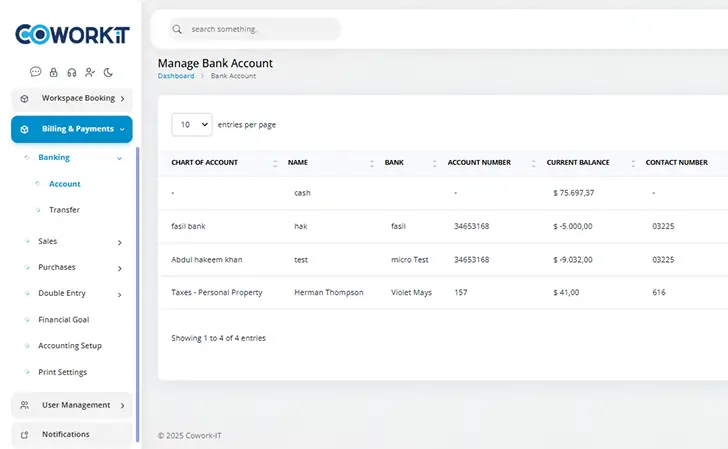 COWORKiT
search something..
Workspace Booking
Billing & Payments
Banking
Account
Transfer
Sales
Purchases
Double Entry
Financial Goal
Accounting Setup
Print Settings
User Management
Notifications
Manage Bank Account
Dashboard > Bank Account
10 entries per page
CHART OF ACCOUNT NAME BANK ACCOUNT NUMBER CURRENT BALANCE CONTACT NUMBER
- cash - $ 75.697,37 -
fasil bank hak fasil 34653168 $ -5.000,00 03225
Abdul hakeem khan test micro Test 34653168 $ -9.032,00 03225
Taxes - Personal Property Herman Thompson Violet Mays 157 $ 41,00 616
Showing 1 to 4 of 4 entries
© 2025 Cowork-IT